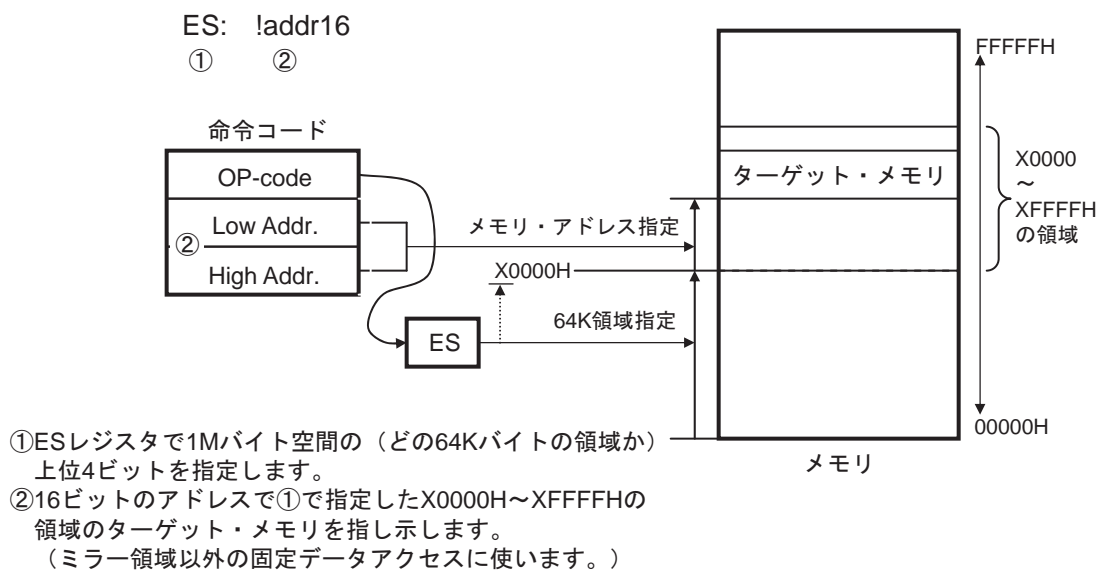 ES: !addr16
① ②
命令コード
OP-code
Low Addr.
②
High Addr.
ES
メモリ・アドレス指定
X0000H
64K領域指定
ターゲット・メモリ
メモリ
FFFFFH
X0000
～
XFFFFH
の領域
00000H
①ESレジスタで1Mバイト空間の（どの64Kバイトの領域か）
上位4ビットを指定します。
②16ビットのアドレスで①で指定したX0000H～XFFFFHの
領域のターゲット・メモリを指し示します。
（ミラー領域以外の固定データアクセスに使います。）